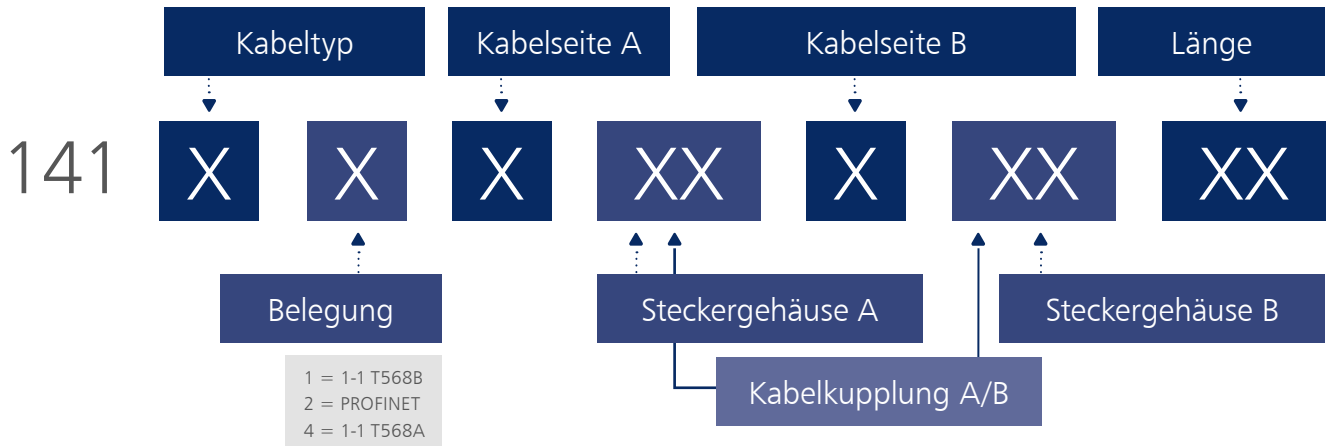 Kabeltyp Kabelseite A Kabelseite B Länge
141 X X X XX X XX XX
Belegung Steckergehäuse A Steckergehäuse B
1 = 1-1 T568B
2 = PROFINET
4 = 1-1 T568A
Kabelkupplung A/B